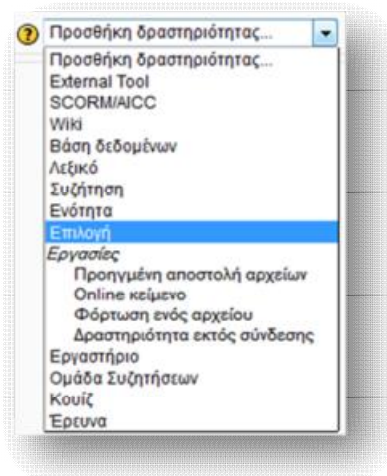 Προσθήκη δραστηριότητας...
Προσθήκη δραστηριότητας...
External Tool
SCORM/AICC
Wiki
Βάση δεδομένων
Λεξικό
Συζήτηση
Ενότητα
Επιλογή
Εργασίες
Προηγμένη αποστολή αρχείων
Online κείμενο
Φόρτωση ενός αρχείου
Δραστηριότητα εκτός σύνδεσης
Εργαστήριο
Ομάδα Συζητήσεων
Κουίζ
Έρευνα